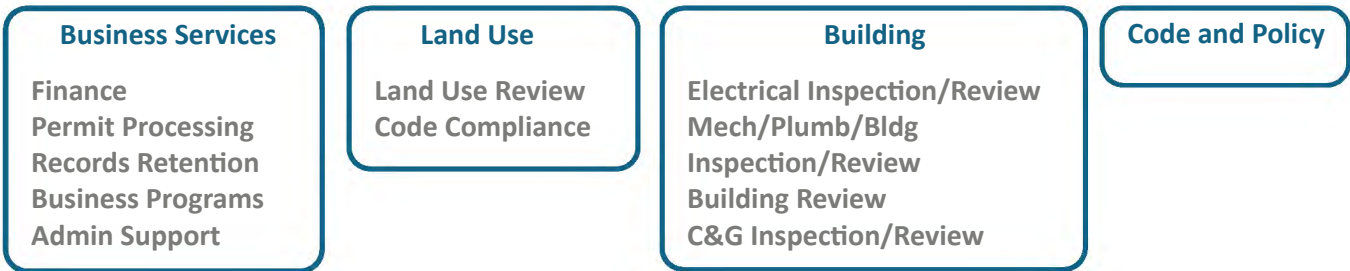 Business Services
Finance
Permit Processing
Records Retention
Business Programs
Admin Support
Land Use
Land Use Review
Code Compliance
Building
Electrical Inspection/Review
Mech/Plumb/Bldg
Inspection/Review
Building Review
C&G Inspection/Review
Code and Policy